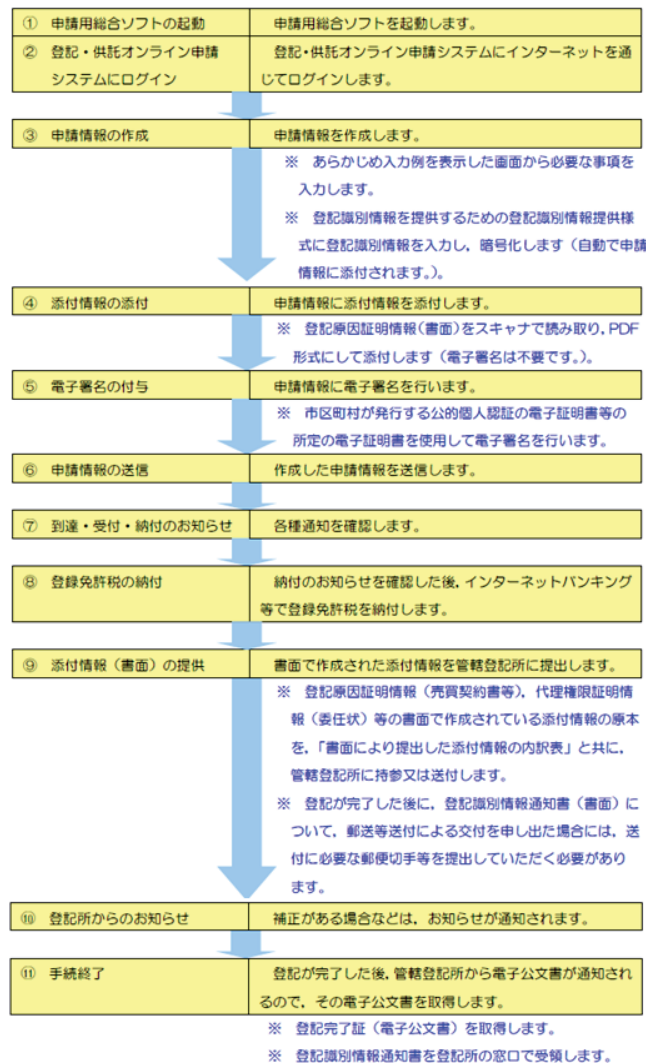 ① 申請用総合ソフトの起動
申請用総合ソフトを起動します。
② 登記・供託オンライン申請
システムにログイン
登記・供託オンライン申請システムにインターネットを通
じてログインします。
③ 申請情報の作成
申請情報を作成します。
※ あらかじめ入力例を表示した画面から必要な事項を
入力します。
※ 登記識別情報を提供するための登記識別情報提供様
式に登記識別情報を入力し，暗号化します（自動で申請
情報に添付されます。）。
④ 添付情報の添付
申請情報に添付情報を添付します。
※ 登記原因証明情報（書面）をスキャナで読み取り，PDF
形式にして添付します（電子署名は不要です。）。
⑤ 電子署名の付与
申請情報に電子署名を行います。
※ 市区町村が発行する公的個人認証の電子証明書等の
所定の電子証明書を使用して電子署名を行います。
⑥ 申請情報の送信
作成した申請情報を送信します。
⑦ 到達・受付・納付のお知らせ
各種通知を確認します。
⑧ 登録免許税の納付
納付のお知らせを確認した後，インターネットバンキング
等で登録免許税を納付します。
⑨ 添付情報（書面）の提供
書面で作成された添付情報を管轄登記所に提出します。
※ 登記原因証明情報（売買契約書等），代理権限証明情
報（委任状）等の書面で作成されている添付情報の原本
を，「書面により提出した添付情報の内訳表」と共に，
管轄登記所に持参又は送付します。
※ 登記が完了した後に，登記識別情報通知書（書面）に
ついて，郵送等送付による交付を申し出た場合には，送
付に必要な郵便切手等を提出していただく必要があり
ます。
⑩ 登記所からのお知らせ
補正がある場合などは，お知らせが通知されます。
⑪ 手続終了
登記が完了した後，管轄登記所から電子公文書が通知され
るので，その電子公文書を取得します。
※ 登記完了証（電子公文書）を取得します。
※ 登記識別情報通知書を登記所の窓口で受領します。